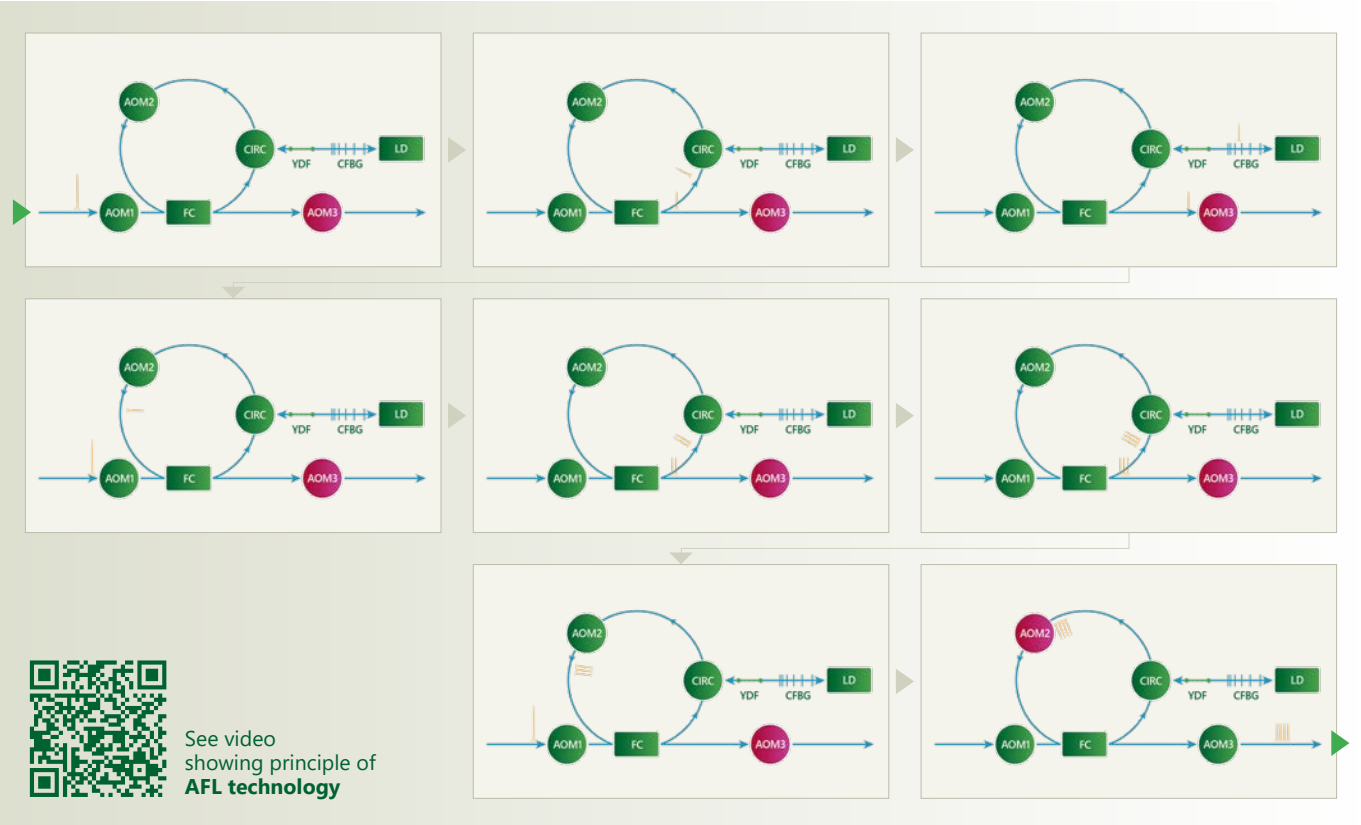 AOM2
CIRC
YDF
CFBG
LD
AOM1
FC
AOM3
AOM2
CIRC
YDF
CFBG
LD
AOM1
FC
AOM3
AOM2
CIRC
YDF
CFBG
LD
AOM1
FC
AOM3
AOM2
CIRC
YDF
CFBG
LD
AOM1
FC
AOM3
AOM2
CIRC
YDF
CFBG
LD
AOM1
FC
AOM3
AOM2
CIRC
YDF
CFBG
LD
AOM1
FC
AOM3
AOM2
CIRC
YDF
CFBG
LD
AOM1
FC
AOM3
AOM2
CIRC
YDF
CFBG
LD
AOM1
FC
AOM3
See video
showing principle of
AFL technology